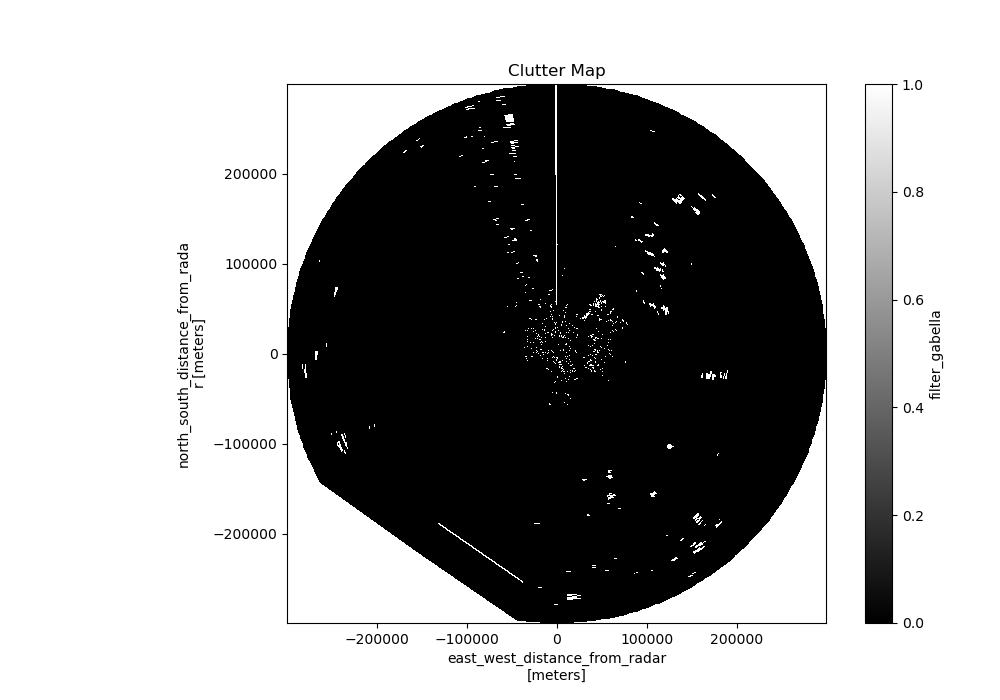 Clutter Map
200000
100000
0
−100000
−200000
north_south_distance_from_rada
r [meters]
−200000
−100000
0
100000
200000
east_west_distance_from_radar
[meters]
1.0
0.8
0.6
0.4
0.2
0.0
filter_gabella